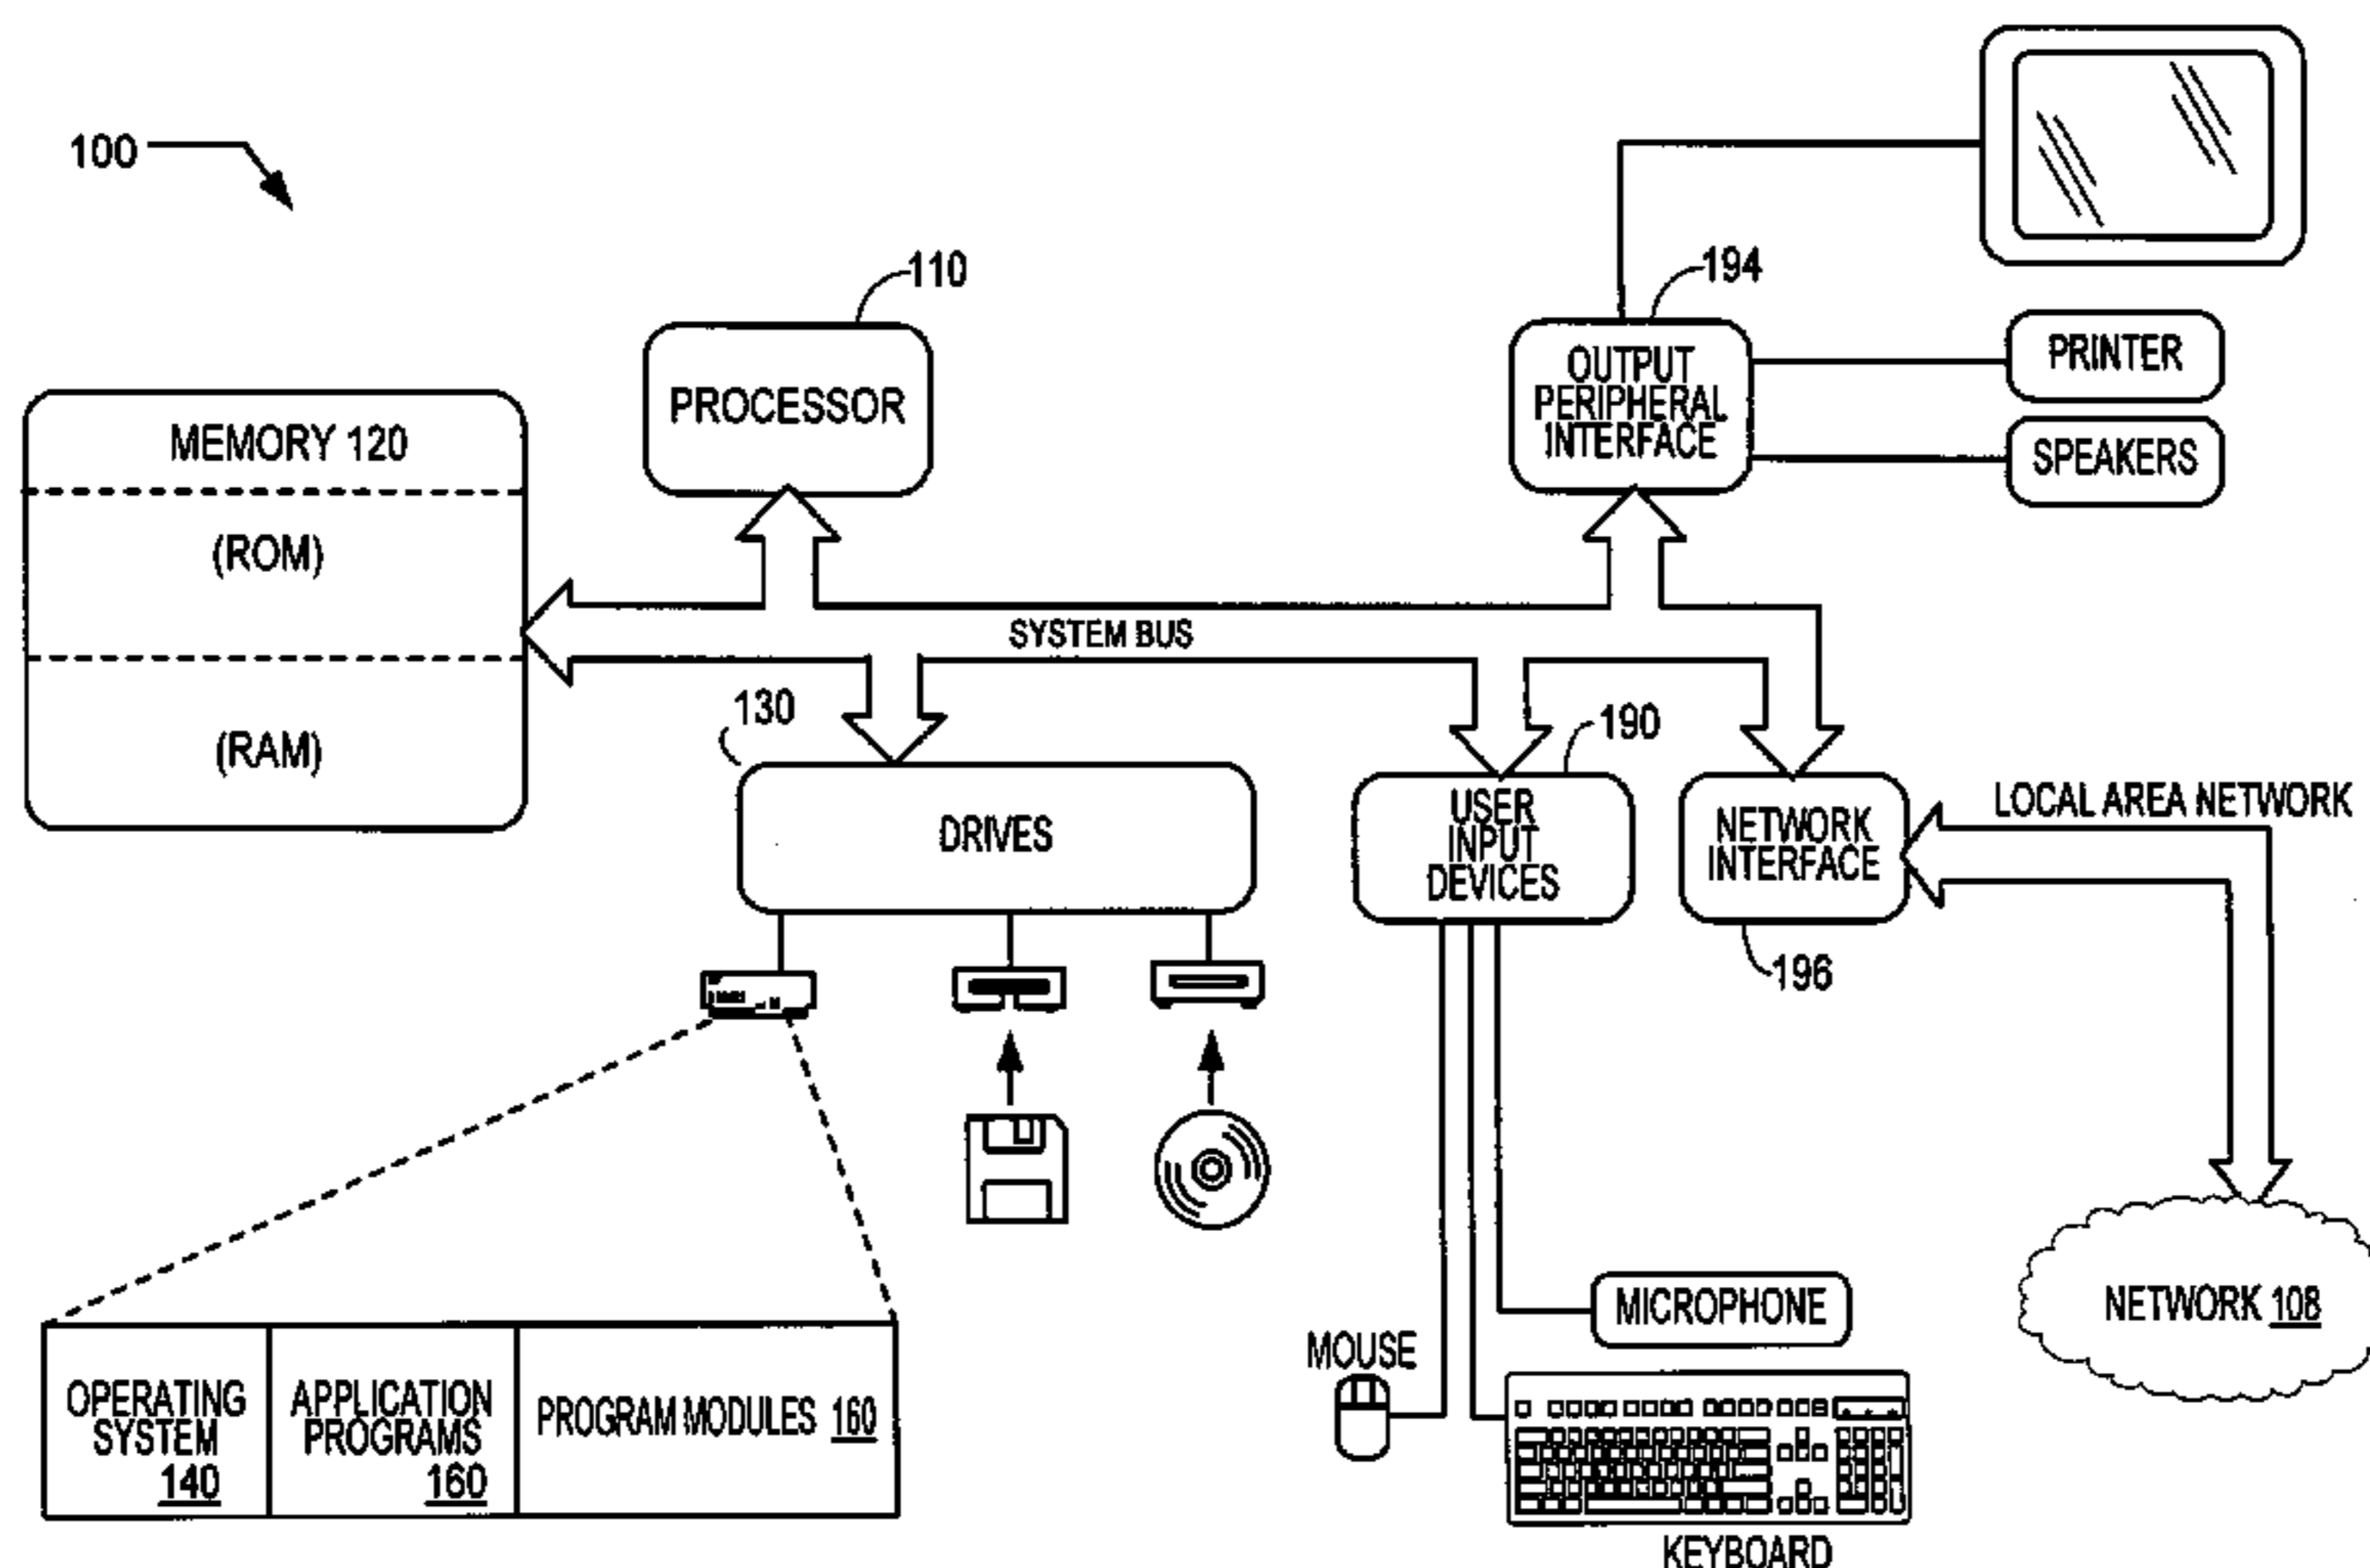 100
110
PROCESSOR
194
OUTPUT
PERIPHERAL
INTERFACE
PRINTER
SPEAKERS
MEMORY 120
(ROM)
(RAM)
SYSTEM BUS
130
DRIVES
190
USER
INPUT
DEVICES
NETWORK
INTERFACE
196
LOCAL AREA NETWORK
NETWORK 108
MICROPHONE
MOUSE
KEYBOARD
OPERATING
SYSTEM
140
APPLICATION
PROGRAMS
160
PROGRAM MODULES 160